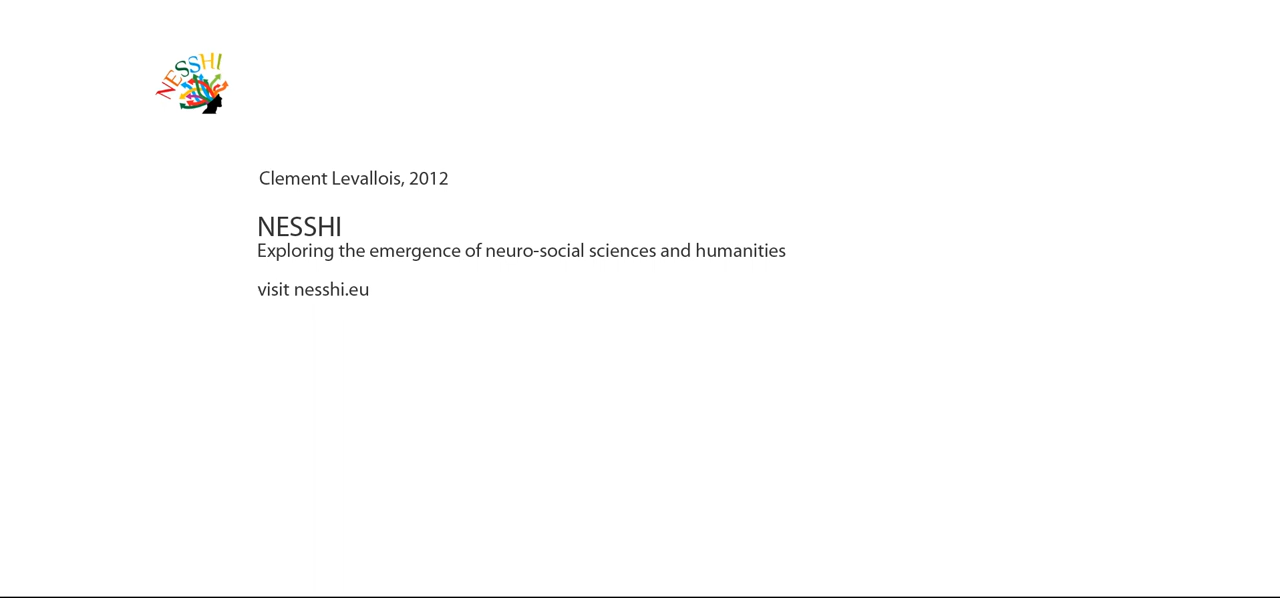 NESSHI
Clement Levallois, 2012
NESSHI
Exploring the emergence of neuro-social sciences and humanities
visit nesshi.eu